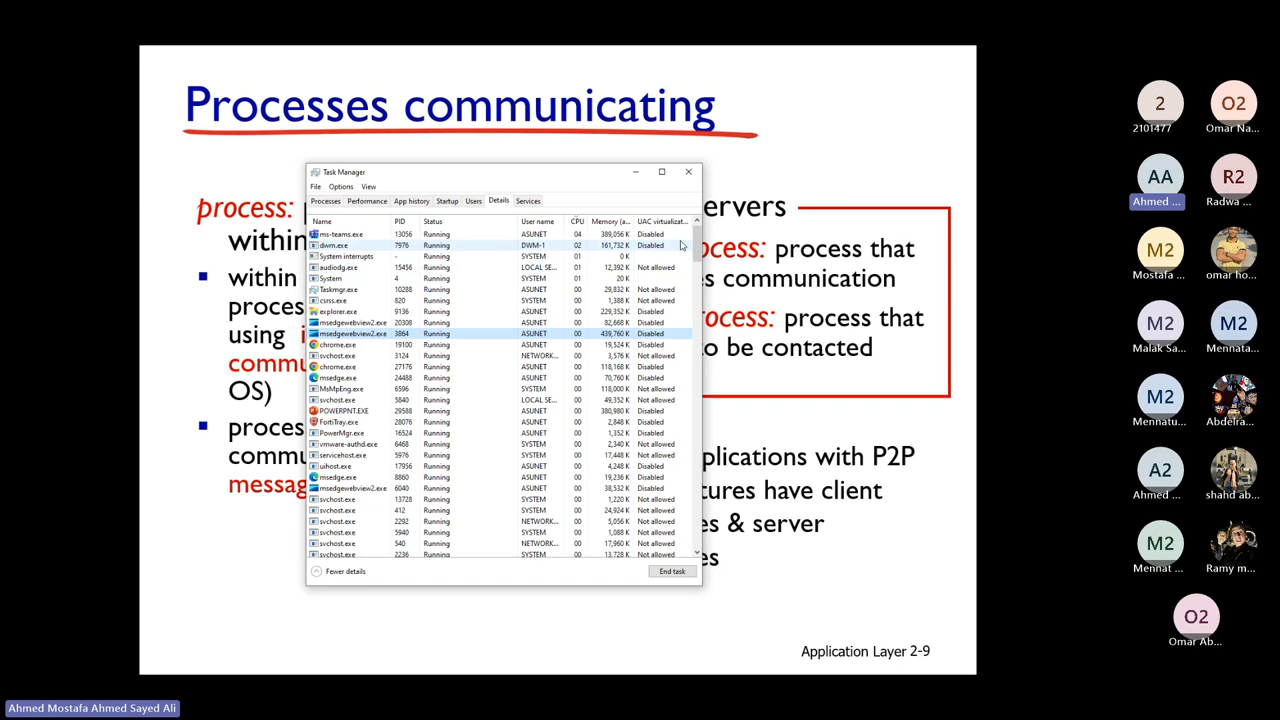 Processes communicating
process:
within
within
proces
using i
commu
OS)
proces
commu
messag
ervers
ocess: process that
es communication
rocess: process that
to be contacted
plications with P2P
tures have client
es & server
es
Application Layer 2-9
Task Manager
File Options View
Processes Performance App history Startup Users Details Services
Name PID Status User name CPU Memory (a... UAC virtualizat...
ms-teams.exe 13056 Running ASUNET 04 389,056 K Disabled
dwm.exe 7976 Running DWM-1 02 161,732 K Disabled
System interrupts - Running SYSTEM 01 0 K
audiodg.exe 15456 Running LOCAL SE... 01 12,392 K Not allowed
System 4 Running SYSTEM 01 20 K
Taskmgr.exe 10288 Running ASUNET 00 29,832 K Not allowed
csrss.exe 820 Running SYSTEM 00 1,388 K Not allowed
explorer.exe 9136 Running ASUNET 00 229,352 K Disabled
msedgewebview2.exe 20308 Running ASUNET 00 82,668 K Disabled
msedgewebview2.exe 3864 Running ASUNET 00 439,760 K Disabled
chrome.exe 19100 Running ASUNET 00 19,524 K Disabled
svchost.exe 3124 Running NETWORK... 00 3,576 K Not allowed
chrome.exe 27176 Running ASUNET 00 118,168 K Disabled
msedge.exe 24488 Running ASUNET 00 70,760 K Disabled
MsMpEng.exe 6596 Running SYSTEM 00 118,000 K Not allowed
svchost.exe 5840 Running LOCAL SE... 00 49,352 K Not allowed
POWERPNT.EXE 29588 Running ASUNET 00 380,980 K Disabled
FortiTray.exe 28076 Running ASUNET 00 2,848 K Disabled
PowerMgr.exe 16524 Running ASUNET 00 1,352 K Disabled
vmware-authd.exe 6468 Running SYSTEM 00 2,340 K Not allowed
servicehost.exe 5976 Running SYSTEM 00 17,448 K Not allowed
uihost.exe 17956 Running ASUNET 00 4,248 K Disabled
msedge.exe 8860 Running ASUNET 00 19,236 K Disabled
msedgewebview2.exe 6040 Running ASUNET 00 38,532 K Disabled
svchost.exe 13728 Running SYSTEM 00 1,220 K Not allowed
svchost.exe 412 Running SYSTEM 00 24,924 K Not allowed
svchost.exe 2292 Running NETWORK... 00 5,056 K Not allowed
svchost.exe 5940 Running SYSTEM 00 1,088 K Not allowed
svchost.exe 540 Running NETWORK... 00 17,960 K Not allowed
svchost.exe 2236 Running SYSTEM 00 13,728 K Not allowed
Fewer details End task
2 O2
2101477 Omar Na...
AA R2
Ahmed ... Radwa ...
M2
Mostafa ... omar ho...
M2 M2
Malak Sa... Mennata...
M2
Mennatu... Abdelra...
A2
Ahmed ... shahd ab...
M2
Mennat ... Ramy m...
O2
Omar Ab...
Ahmed Mostafa Ahmed Sayed Ali